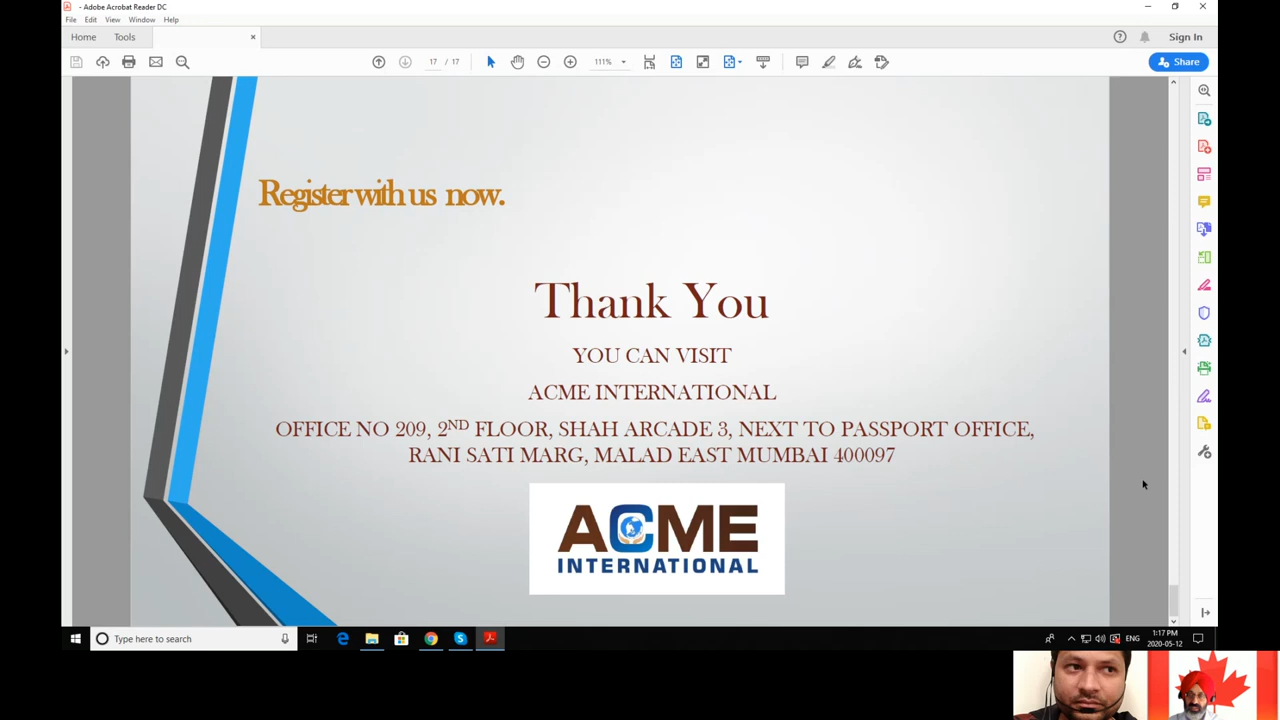 - Adobe Acrobat Reader DC
File Edit View Window Help
Home Tools
Sign In
17 / 17
111%
Share
Register with us now.
Thank You
YOU CAN VISIT
ACME INTERNATIONAL
OFFICE NO 209, 2ND FLOOR, SHAH ARCADE 3, NEXT TO PASSPORT OFFICE,
RANI SATI MARG, MALAD EAST MUMBAI 400097
ACME
INTERNATIONAL
Type here to search
ENG
1:17 PM
2020-05-12